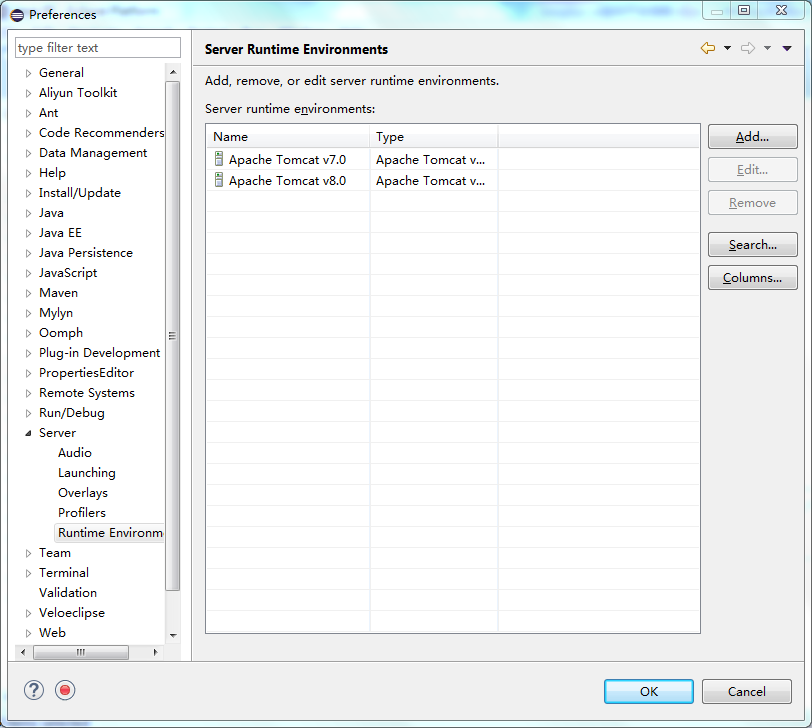 Preferences
type filter text
General
Aliyun Toolkit
Ant
Code Recommenders
Data Management
Help
Install/Update
Java
Java EE
Java Persistence
JavaScript
Maven
Mylyn
Oomph
Plug-in Development
PropertiesEditor
Remote Systems
Run/Debug
Server
Audio
Launching
Overlays
Profilers
Runtime Environm
Team
Terminal
Validation
Veloeclipse
Web
Server Runtime Environments
Add, remove, or edit server runtime environments.
Server runtime environments:
Name Type
Apache Tomcat v7.0 Apache Tomcat v...
Apache Tomcat v8.0 Apache Tomcat v...
Add...
Edit...
Remove
Search...
Columns...
OK Cancel